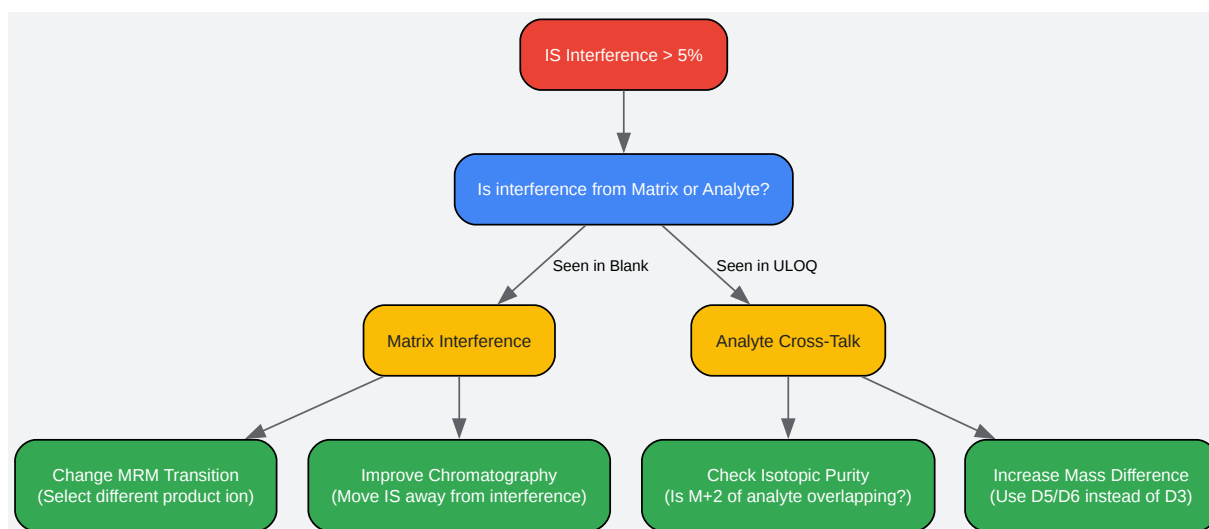 IS Interference > 5%
Is interference from Matrix or Analyte?
Seen in Blank
Seen in ULOQ
Matrix Interference
Analyte Cross-Talk
Change MRM Transition
(Select different product ion)
Improve Chromatography
(Move IS away from interference)
Check Isotopic Purity
(Is M+2 of analyte overlapping?)
Increase Mass Difference
(Use D5/D6 instead of D3)